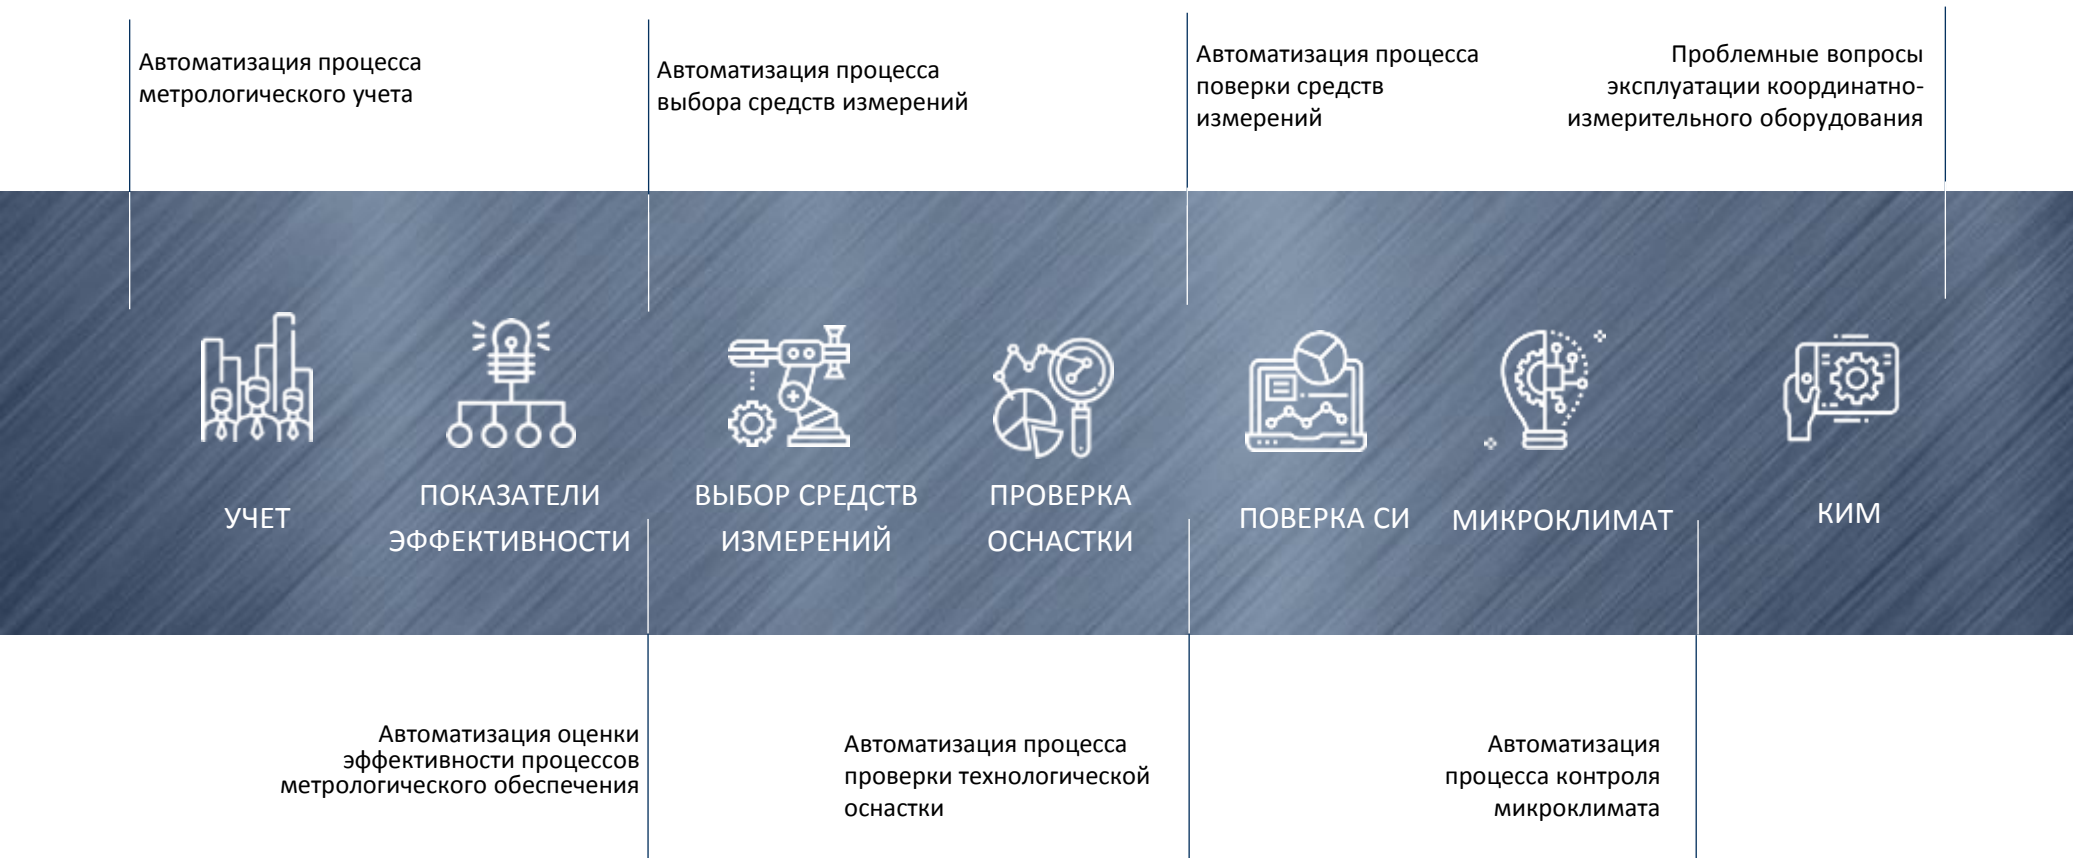 Автоматизация процесса
метрологического учета
Автоматизация процесса
выбора средств измерений
Автоматизация процесса
поверки средств
измерений
Проблемные вопросы
эксплуатации координатно-
измерительного оборудования
УЧЕТ
ПОКАЗАТЕЛИ
ЭФФЕКТИВНОСТИ
ВЫБОР СРЕДСТВ
ИЗМЕРЕНИЙ
ПРОВЕРКА
ОСНАСТКИ
ПОВЕРКА СИ
МИКРОКЛИМАТ
КИМ
Автоматизация оценки
эффективности процессов
метрологического обеспечения
Автоматизация процесса
проверки технологической
оснастки
Автоматизация
процесса контроля
микроклимата